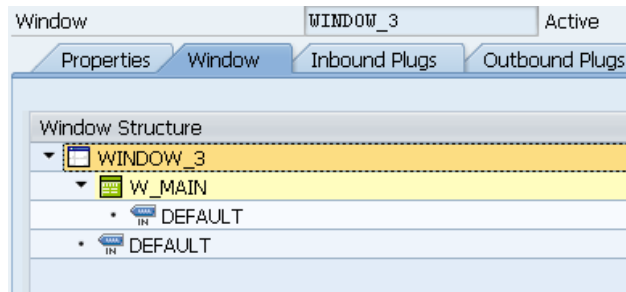 Window WINDOW_3 Active
Properties Window Inbound Plugs Outbound Plugs
Window Structure
WINDOW_3
W_MAIN
IN DEFAULT
IN DEFAULT